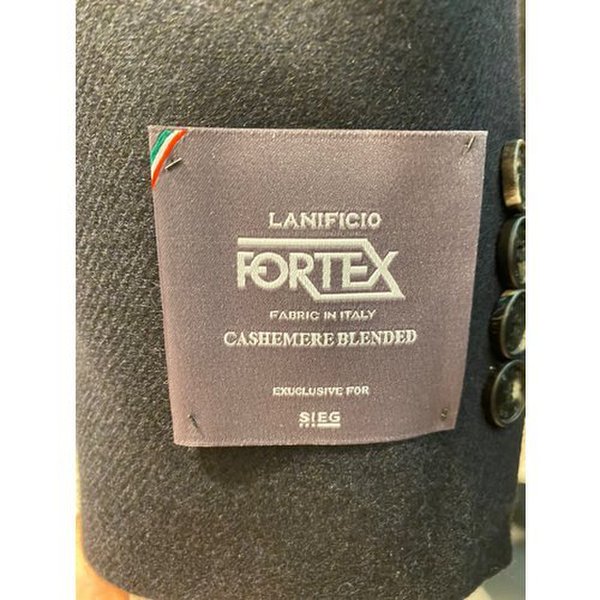 LANIFICIO
FORTEX
FABRIC IN ITALY
CASHEMERE BLENDED
EXUCLUSIVE FOR
SIEG